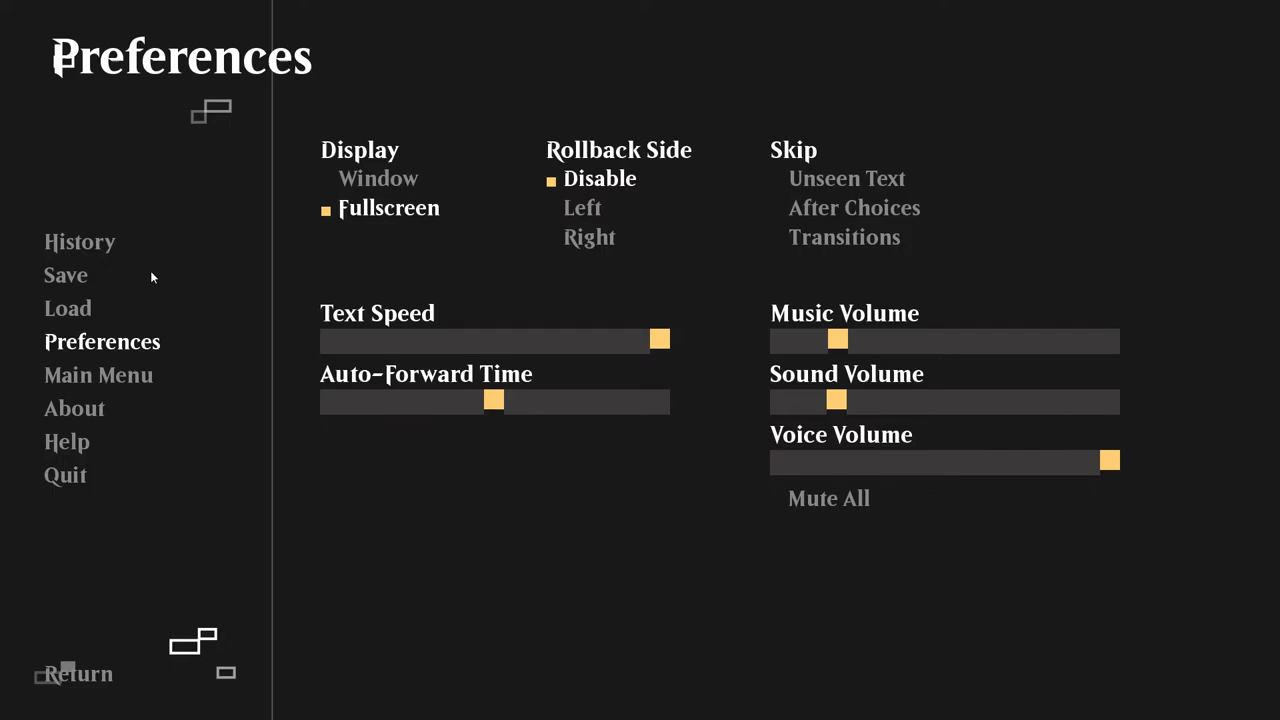 Preferences
History
Save
Load
Preferences
Main Menu
About
Help
Quit
Return
Display
Window
Fullscreen
Rollback Side
Disable
Left
Right
Skip
Unseen Text
After Choices
Transitions
Text Speed
Auto-Forward Time
Music Volume
Sound Volume
Voice Volume
Mute All